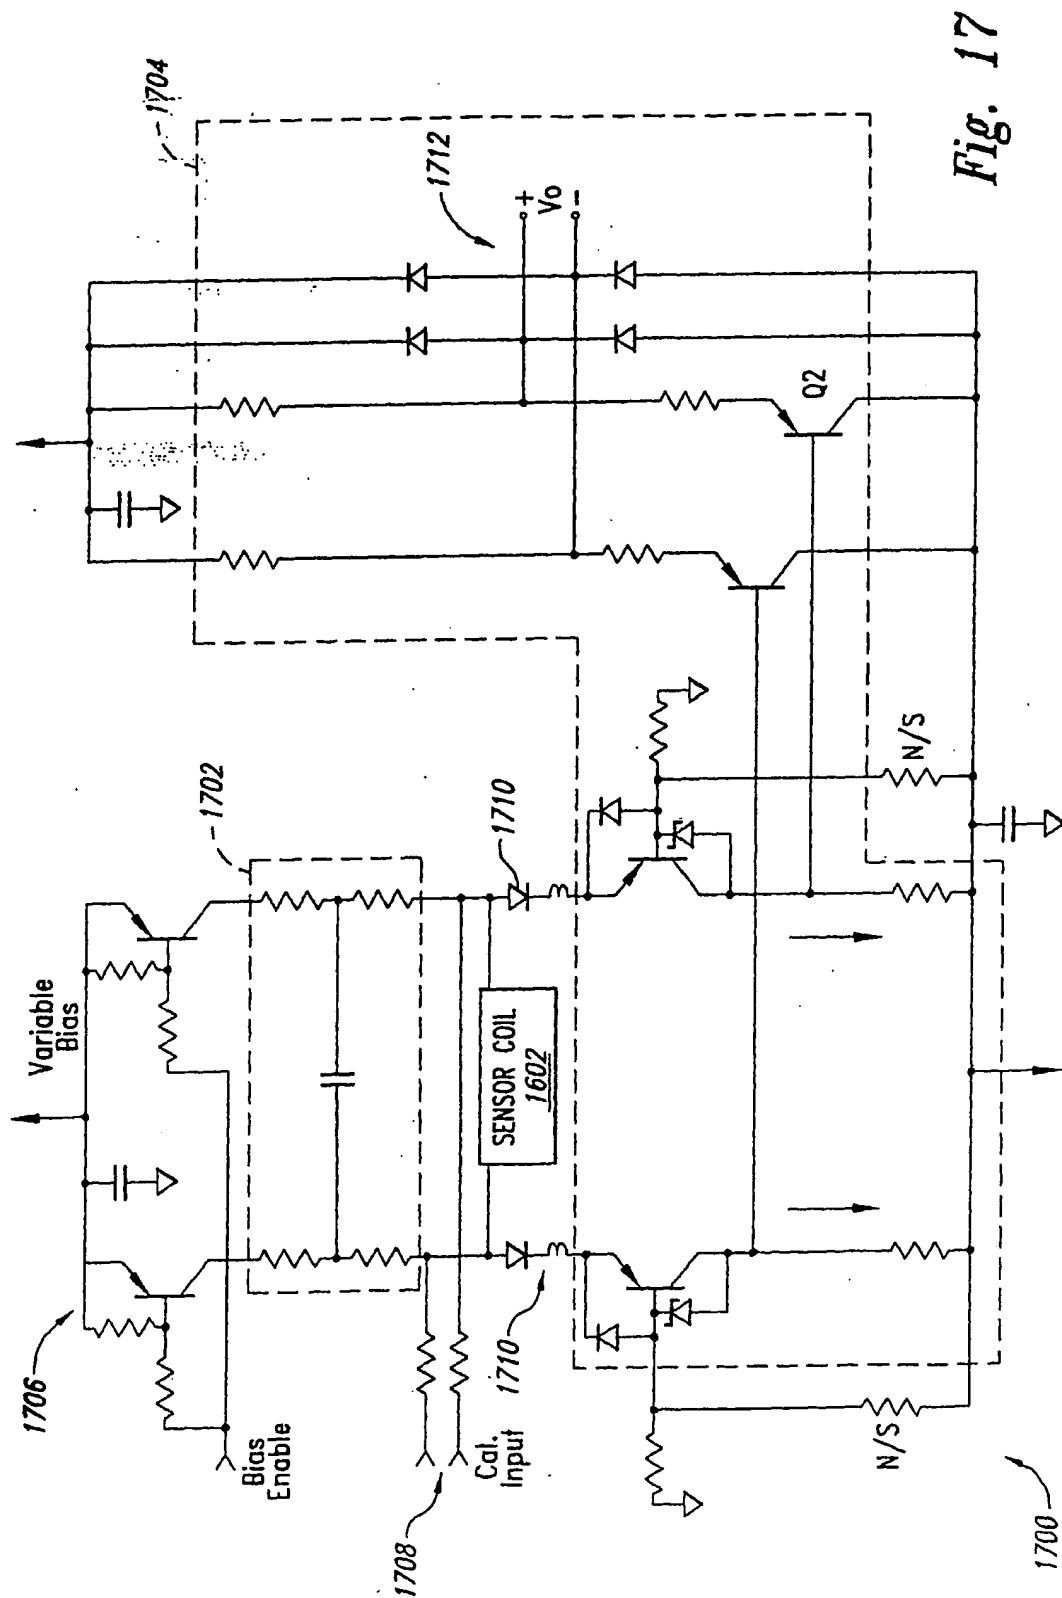 1704
1712
+
Vo
-
Q2
Fig. 17
Variable
Bias
1702
1710
SENSOR COIL
1602
N/S
1706
Bias
Enable
1708
Cal.
Input
1710
N/S
1700